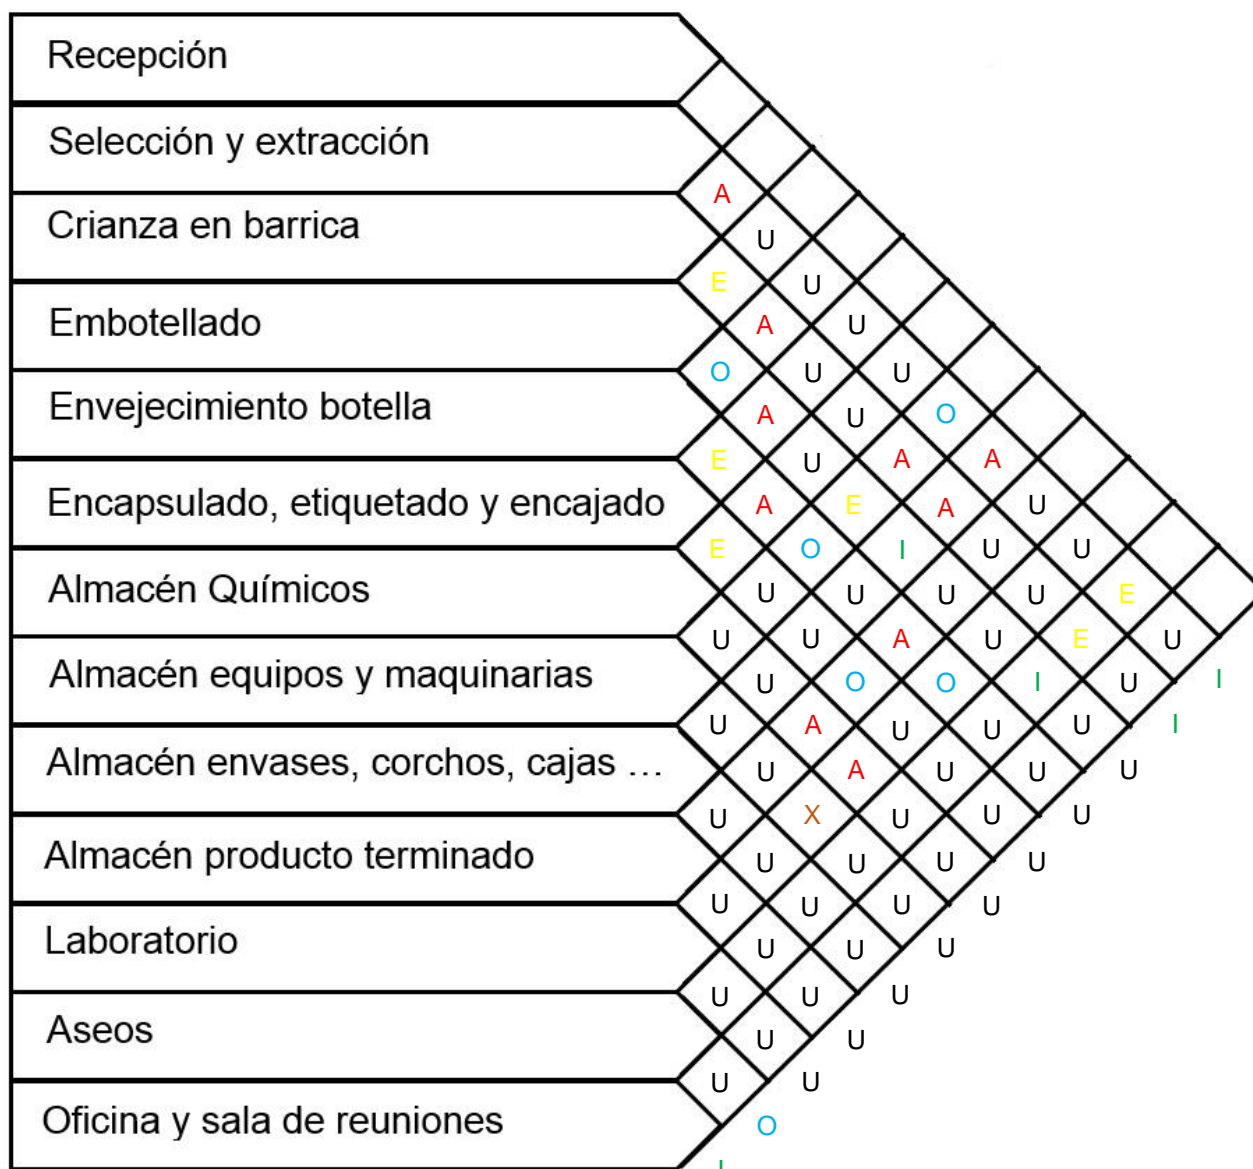 Recepción
Selección y extracción
A
Crianza en barrica
U
E U
Embotellado A U
O U U
Envejecimiento botella A U O
E U A A
Encapsulado, etiquetado y encajado A E A U
E O I U U
Almacén Químicos U U U U E
U U A U E U
Almacén equipos y maquinarias U O O I U I
U A U U U I
Almacén envases, corchos, cajas ... U A U U U
U X U U U
Almacén producto terminado U U U U
U U U U
Laboratorio U U U
U U U
Aseos U U
U U
Oficina y sala de reuniones O